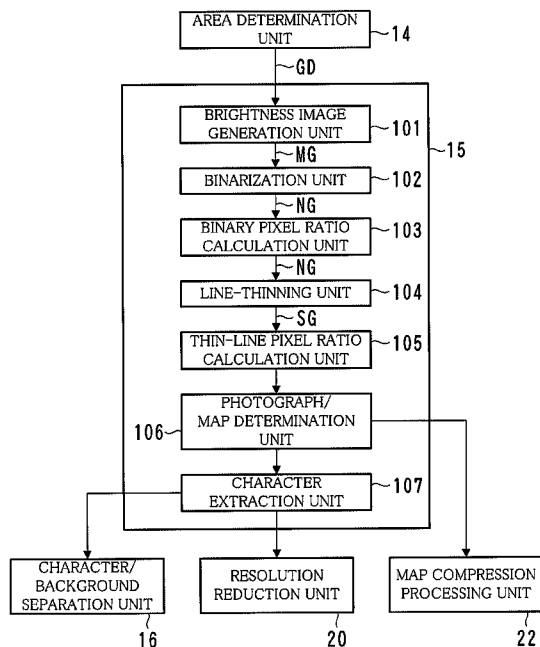 AREA DETERMINATION
UNIT
14
GD
BRIGHTNESS IMAGE
GENERATION UNIT
101
15
MG
BINARIZATION UNIT
102
NG
BINARY PIXEL RATIO
CALCULATION UNIT
103
NG
LINE-THINNING UNIT
104
SG
THIN-LINE PIXEL RATIO
CALCULATION UNIT
105
PHOTOGRAPH/
MAP DETERMINATION
UNIT
106
CHARACTER
EXTRACTION UNIT
107
CHARACTER/
BACKGROUND
SEPARATION UNIT
16
RESOLUTION
REDUCTION UNIT
20
MAP COMPRESSION
PROCESSING UNIT
22